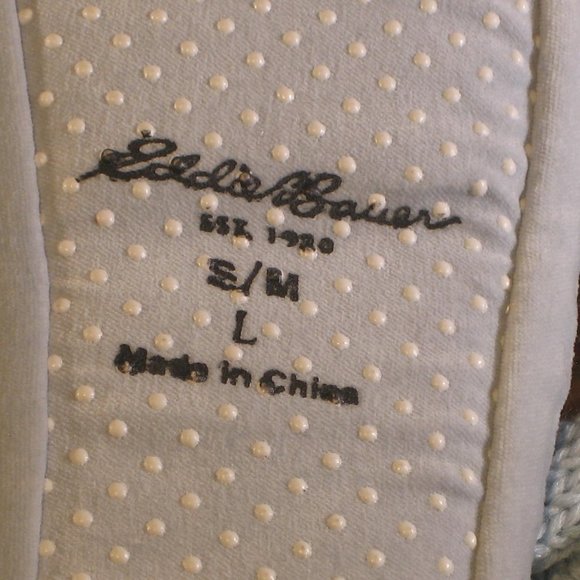 Eddie Bauer
EST. 1920
S/M
L
Made in China